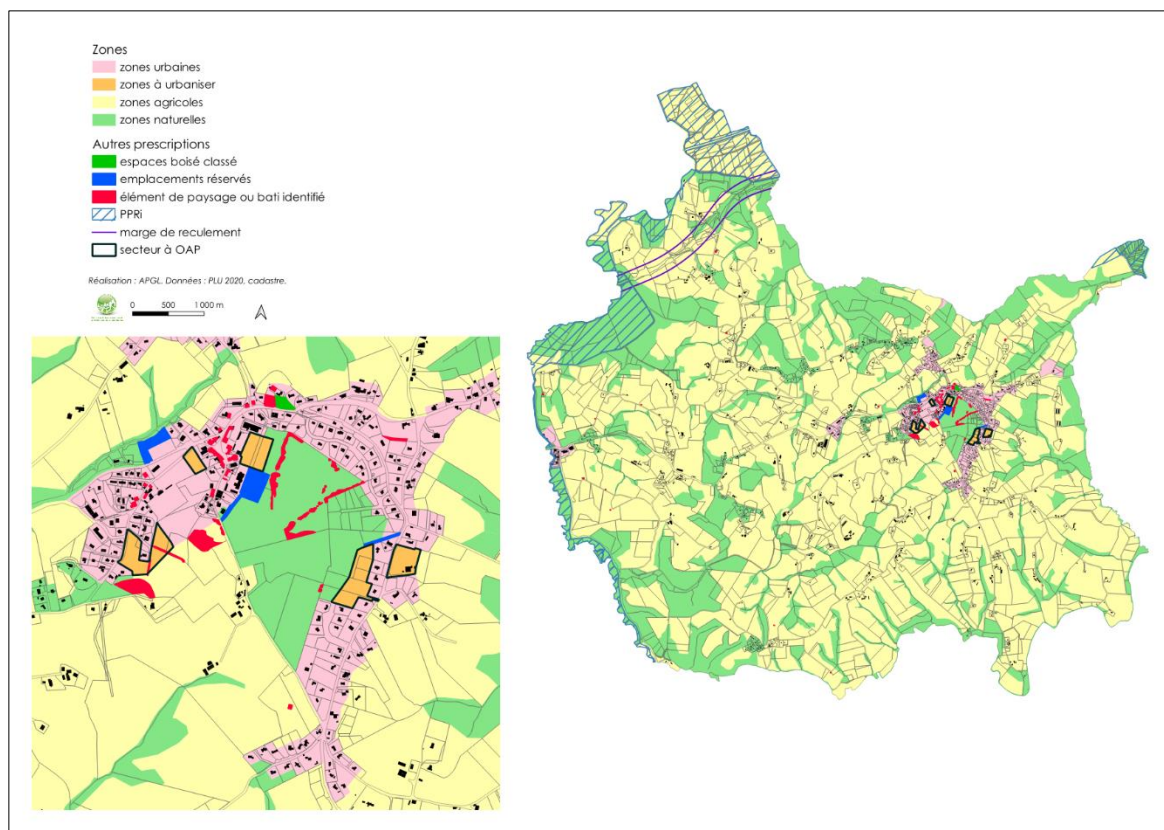 Zones
zones urbaines
zones à urbaniser
zones agricoles
zones naturelles
Autres prescriptions
espaces boisé classé
emplacements réservés
élément de paysage ou bati identifié
PPRi
marge de reculement
secteur à OAP
Réalisation : APGL. Données : PLU 2020, cadastre.
0 500 1 000 m